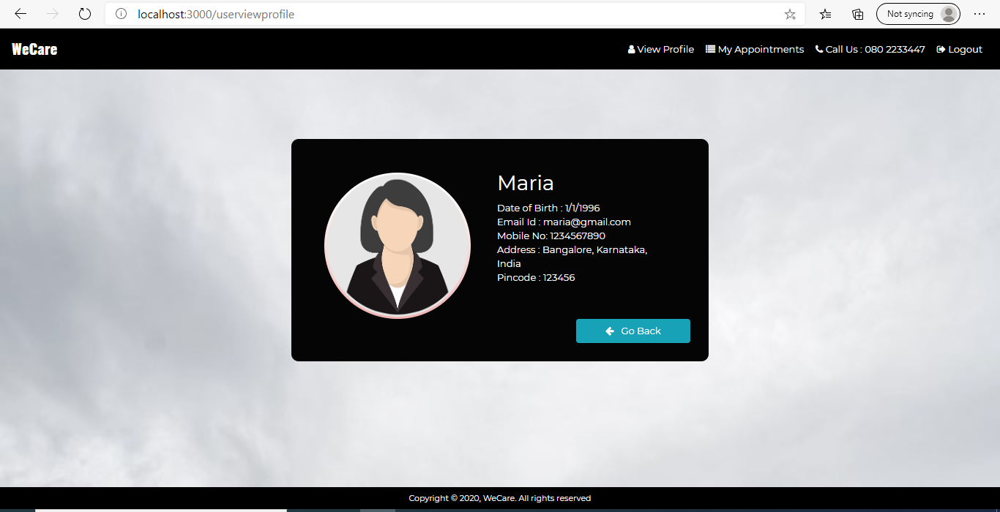 localhost:3000/userviewprofile
Not syncing
WeCare
View Profile
My Appointments
Call Us : 080 2233447
Logout
Maria
Date of Birth : 1/1/1996
Email Id : maria@gmail.com
Mobile No: 1234567890
Address : Bangalore, Karnataka,
India
Pincode : 123456
Go Back
Copyright © 2020, WeCare. All rights reserved